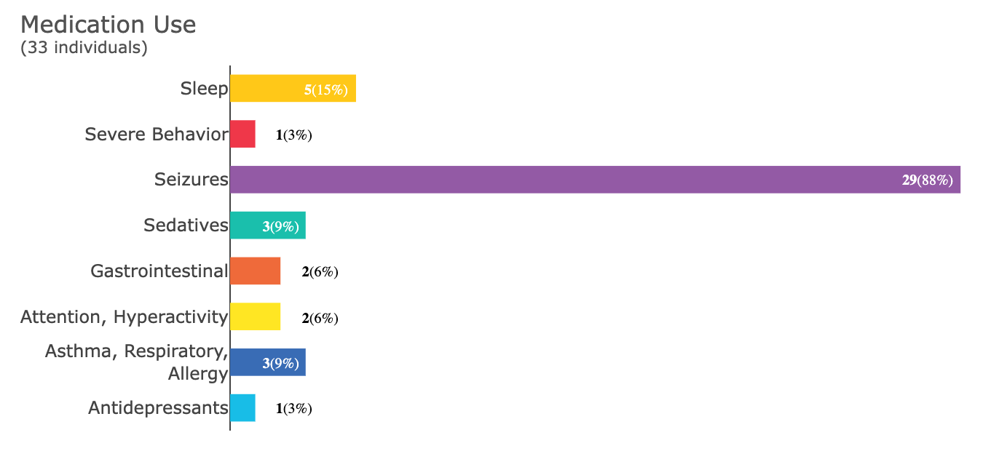 Medication Use
(33 individuals)
Sleep 5(15%)
Severe Behavior 1(3%)
Seizures 29(88%)
Sedatives 3(9%)
Gastrointestinal 2(6%)
Attention, Hyperactivity 2(6%)
Asthma, Respiratory,
Allergy 3(9%)
Antidepressants 1(3%)